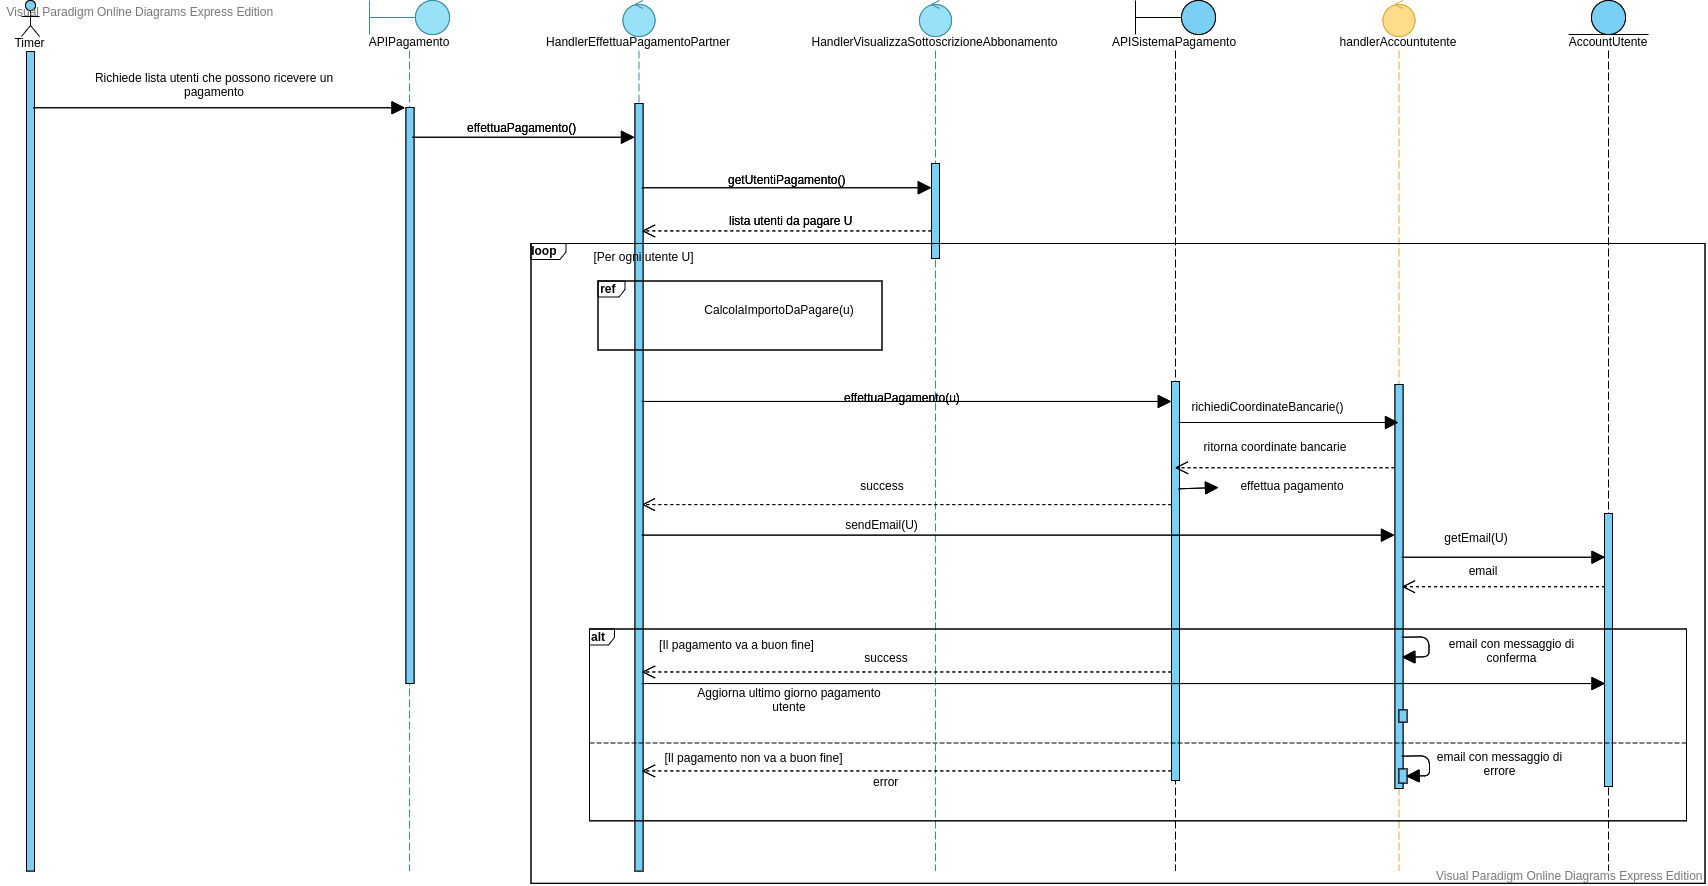 Visual Paradigm Online Diagrams Express Edition
Timer
APIPagamento
HandlerEffettuaPagamentoPartner
HandlerVisualizzaSottoscrizioneAbbonamento
APISistemaPagamento
handlerAccountutente
AccountUtente
Richiede lista utenti che possono ricevere un
pagamento
effettuaPagamento()
getUtentiPagamento()
lista utenti da pagare U
loop
[Per ogni utente U]
ref
CalcolaImportoDaPagare(u)
effettuaPagamento(u)
richiediCoordinateBancarie()
ritorna coordinate bancarie
success
effettua pagamento
sendEmail(U)
getEmail(U)
email
alt
[Il pagamento va a buon fine]
success
email con messaggio di
conferma
Aggiorna ultimo giorno pagamento
utente
[Il pagamento non va a buon fine]
error
email con messaggio di
errore
Visual Paradigm Online Diagrams Express Edition